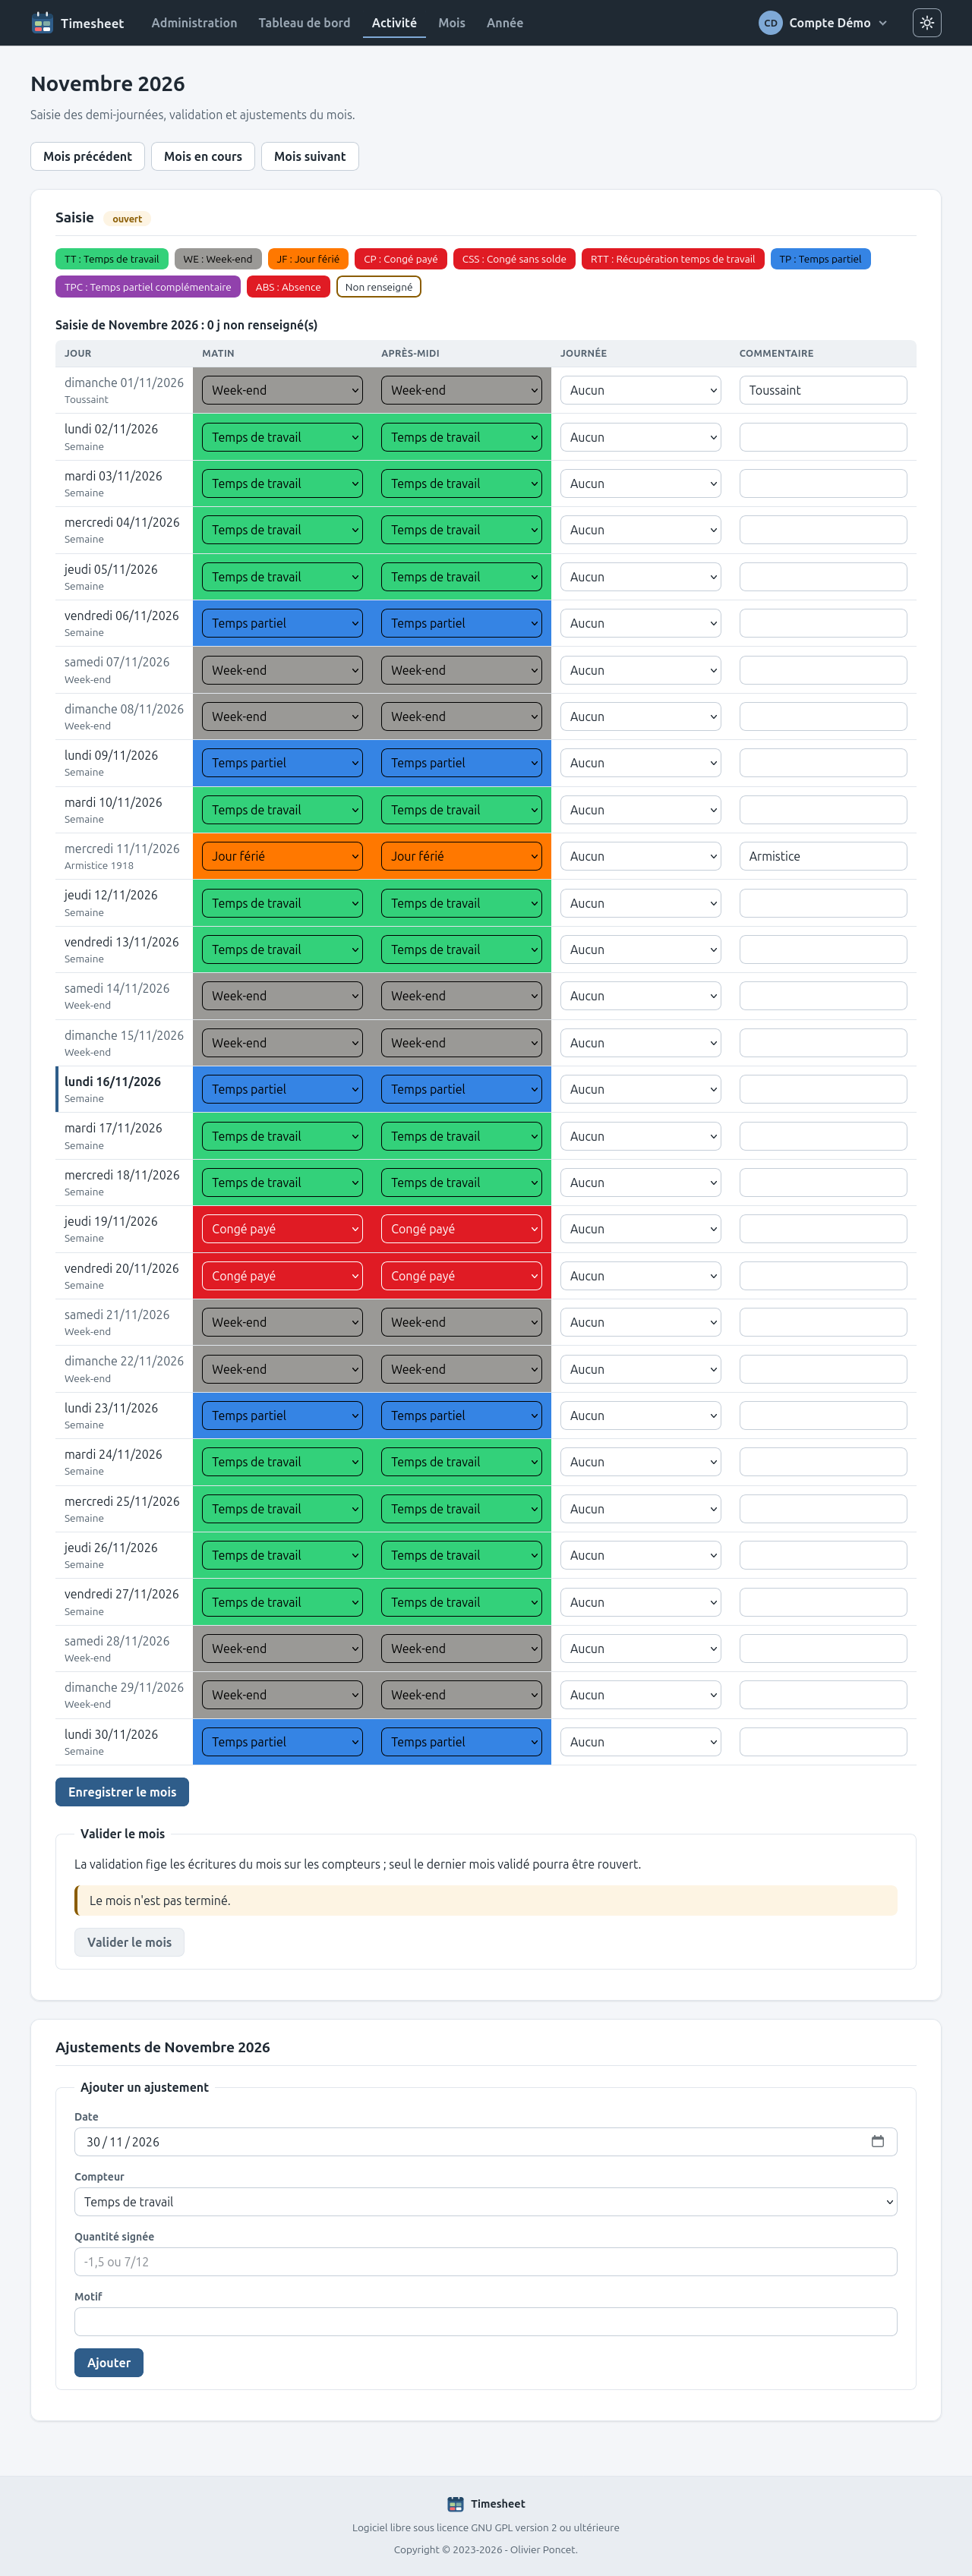 Timesheet Administration Tableau de bord Activité Mois Année CD Compte Démo
Novembre 2026
Saisie des demi-journées, validation et ajustements du mois.
Mois précédent Mois en cours Mois suivant
Saisie ouvert
TT : Temps de travail WE : Week-end JF : Jour férié CP : Congé payé CSS : Congé sans solde RTT : Récupération temps de travail TP : Temps partiel
TPC : Temps partiel complémentaire ABS : Absence Non renseigné
Saisie de Novembre 2026 : 0 j non renseigné(s)
JOUR MATIN APRÈS-MIDI JOURNÉE COMMENTAIRE
dimanche 01/11/2026 Week-end Week-end Aucun Toussaint
Toussaint
lundi 02/11/2026 Temps de travail Temps de travail Aucun
Semaine
mardi 03/11/2026 Temps de travail Temps de travail Aucun
Semaine
mercredi 04/11/2026 Temps de travail Temps de travail Aucun
Semaine
jeudi 05/11/2026 Temps de travail Temps de travail Aucun
Semaine
vendredi 06/11/2026 Temps partiel Temps partiel Aucun
Semaine
samedi 07/11/2026 Week-end Week-end Aucun
Week-end
dimanche 08/11/2026 Week-end Week-end Aucun
Week-end
lundi 09/11/2026 Temps partiel Temps partiel Aucun
Semaine
mardi 10/11/2026 Temps de travail Temps de travail Aucun
Semaine
mercredi 11/11/2026 Jour férié Jour férié Aucun Armistice
Armistice 1918
jeudi 12/11/2026 Temps de travail Temps de travail Aucun
Semaine
vendredi 13/11/2026 Temps de travail Temps de travail Aucun
Semaine
samedi 14/11/2026 Week-end Week-end Aucun
Week-end
dimanche 15/11/2026 Week-end Week-end Aucun
Week-end
lundi 16/11/2026 Temps partiel Temps partiel Aucun
Semaine
mardi 17/11/2026 Temps de travail Temps de travail Aucun
Semaine
mercredi 18/11/2026 Temps de travail Temps de travail Aucun
Semaine
jeudi 19/11/2026 Congé payé Congé payé Aucun
Semaine
vendredi 20/11/2026 Congé payé Congé payé Aucun
Semaine
samedi 21/11/2026 Week-end Week-end Aucun
Week-end
dimanche 22/11/2026 Week-end Week-end Aucun
Week-end
lundi 23/11/2026 Temps partiel Temps partiel Aucun
Semaine
mardi 24/11/2026 Temps de travail Temps de travail Aucun
Semaine
mercredi 25/11/2026 Temps de travail Temps de travail Aucun
Semaine
jeudi 26/11/2026 Temps de travail Temps de travail Aucun
Semaine
vendredi 27/11/2026 Temps de travail Temps de travail Aucun
Semaine
samedi 28/11/2026 Week-end Week-end Aucun
Week-end
dimanche 29/11/2026 Week-end Week-end Aucun
Week-end
lundi 30/11/2026 Temps partiel Temps partiel Aucun
Semaine
Enregistrer le mois
Valider le mois
La validation fige les écritures du mois sur les compteurs ; seul le dernier mois validé pourra être rouvert.
Le mois n'est pas terminé.
Valider le mois
Ajustements de Novembre 2026
Ajouter un ajustement
Date
30 / 11 / 2026
Compteur
Temps de travail
Quantité signée
-1,5 ou 7/12
Motif
Ajouter
Timesheet
Logiciel libre sous licence GNU GPL version 2 ou ultérieure
Copyright © 2023-2026 - Olivier Poncet.